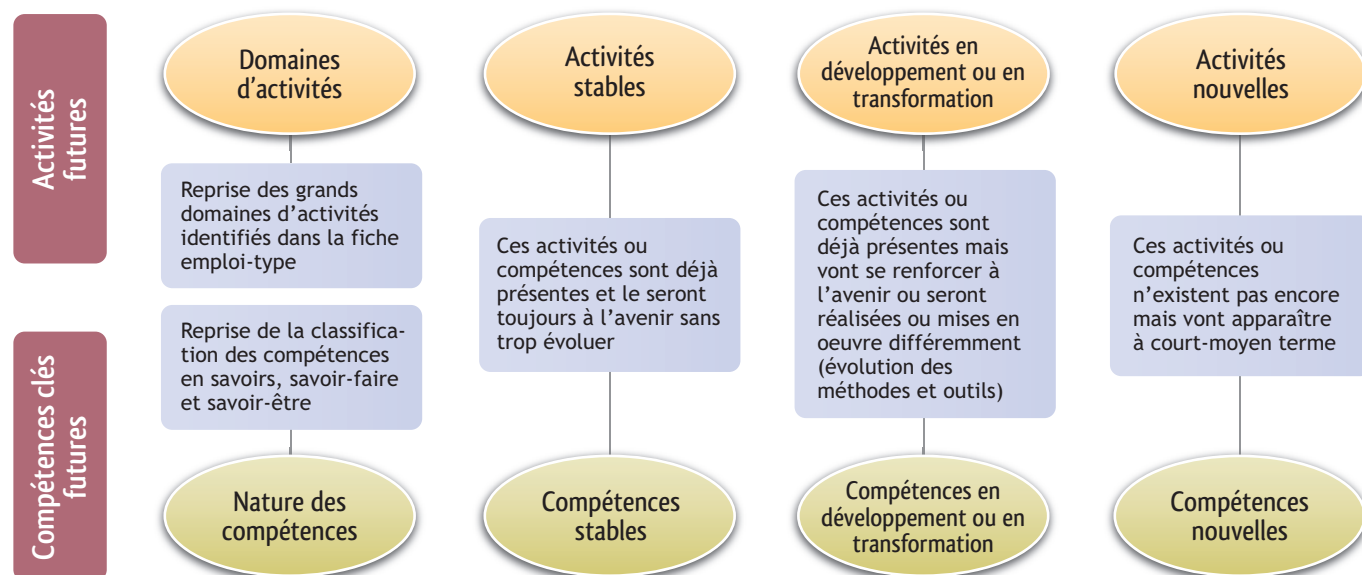 Activités
futures
Domaines
d’activités
Activités
stables
Activités en
développement ou en
transformation
Activités
nouvelles
Reprise des grands
domaines d’activités
identifiés dans la fiche
emploi-type
Reprise de la classifica-
tion des compétences
en savoirs, savoir-faire
et savoir-être
Ces activités ou
compétences sont déjà
présentes et le seront
toujours à l’avenir sans
trop évoluer
Ces activités ou
compétences sont
déjà présentes mais
vont se renforcer à
l’avenir ou seront
réalisées ou mises en
oeuvre différemment
(évolution des
méthodes et outils)
Ces activités ou
compétences
n’existent pas encore
mais vont apparaître
à court-moyen terme
Compétences clés
futures
Nature des
compétences
Compétences
stables
Compétences en
développement ou en
transformation
Compétences
nouvelles